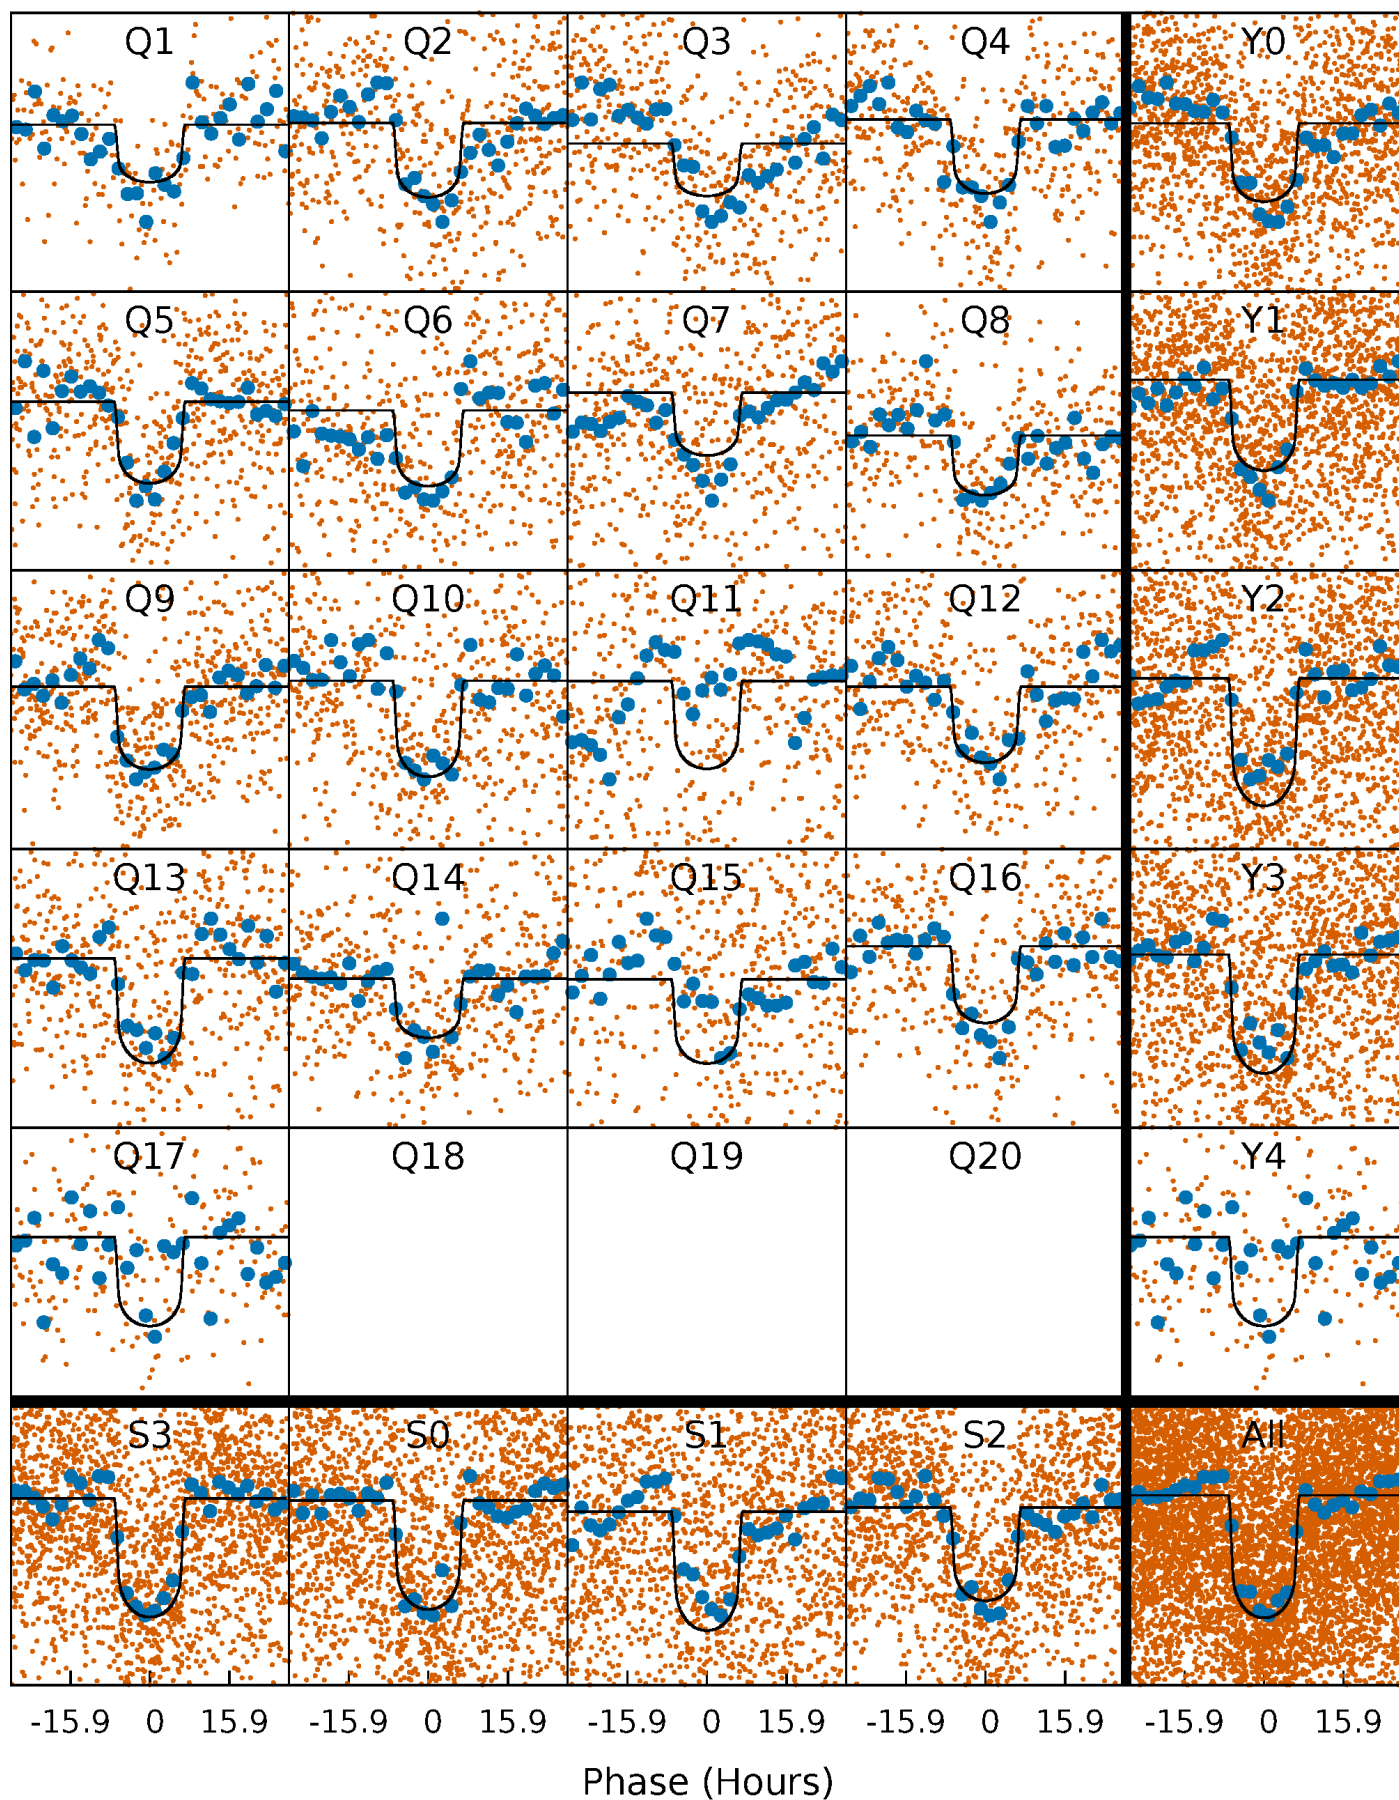 Q1 Q2 Q3 Q4 Y0
Q5 Q6 Q7 Q8 Y1
Q9 Q10 Q11 Q12 Y2
Q13 Q14 Q15 Q16 Y3
Q17 Q18 Q19 Q20 Y4
S3 S0 S1 S2 All
-15.9 0 15.9 -15.9 0 15.9 -15.9 0 15.9 -15.9 0 15.9 -15.9 0 15.9
Phase (Hours)